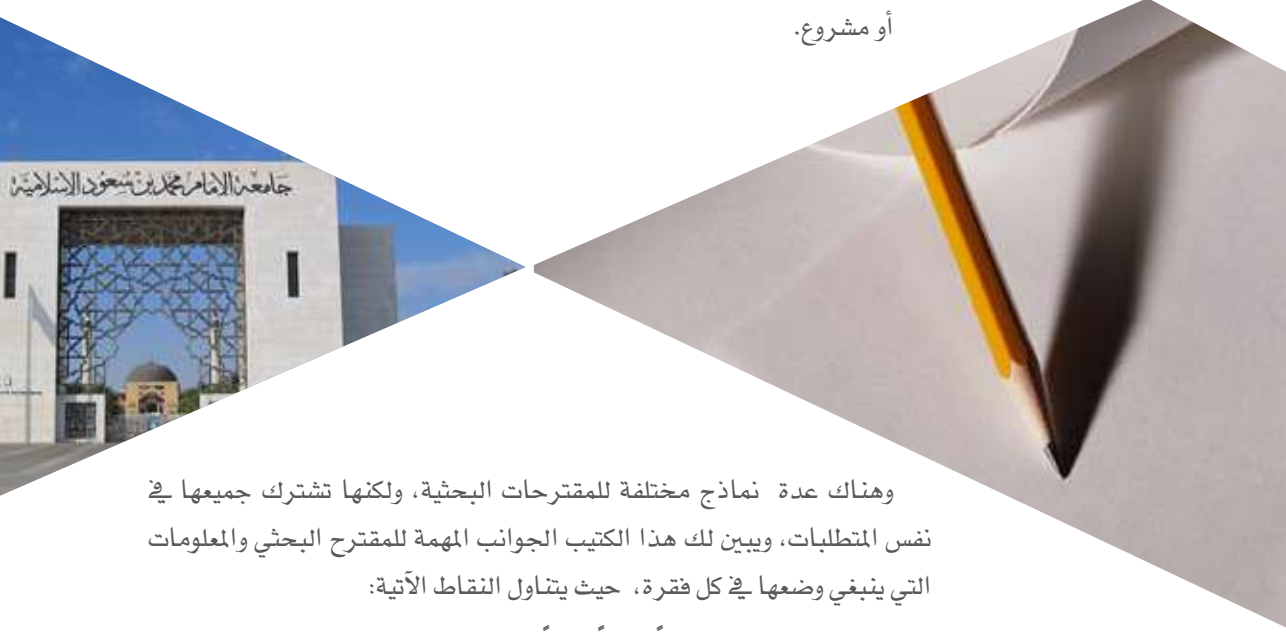 أو مشروع.
جامعة الإمام محمد بن سعود الإسلامية
وهناك عدة نماذج مختلفة للمقترحات البحثية، ولكنها تشترك جميعها في
نفس المتطلبات، ويبين لك هذا الكتيب الجوانب المهمة للمقترح البحثي والمعلومات
التي ينبغي وضعها في كل فقرة، حيث يتناول النقاط الآتية: